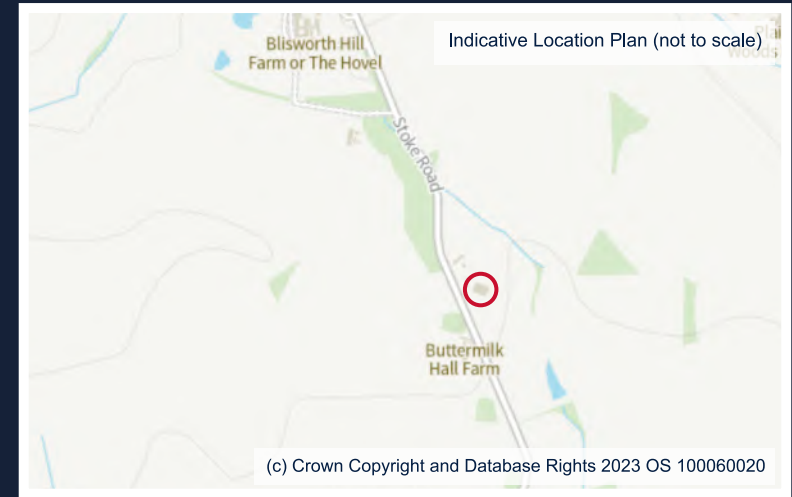 Indicative Location Plan (not to scale)
Blisworth Hill
Farm or The Hovel
Stoke Road
Buttermilk
Hall Farm
(c) Crown Copyright and Database Rights 2023 OS 100060020